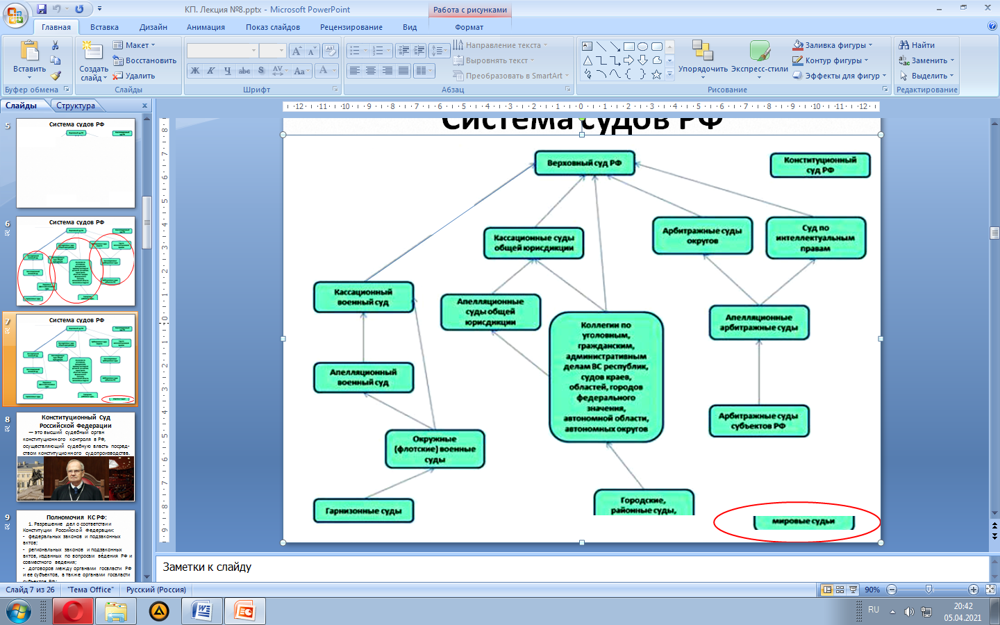 КП. Лекция №8.pptx - Microsoft PowerPoint
Работа с рисунками
Главная
Вставка
Дизайн
Анимация
Показ слайдов
Рецензирование
Вид
Формат
Вставить
Буфер обмена
Создать
слайд
Макет
Восстановить
Удалить
Слайды
Ж К Ч abc S AV Aa A
Шрифт
Направление текста
Выровнять текст
Преобразовать в SmartArt
Абзац
Упорядочить
Экспресс-стили
Заливка фигуры
Контур фигуры
Эффекты для фигур
Рисование
Найти
Заменить
Выделить
Редактирование
Слайды
Структура
x
12 11 10 9 8 7 6 5 4 3 2 1 0 1 2 3 4 5 6 7 8 9 10 11 12
5
Система судов РФ
6
Система судов РФ
7
Система судов РФ
8
Конституционный Суд
Российской Федерации
— это высший судебный орган
конституционного контроля в РФ,
осуществляющий судебную власть посред-
ством конституционного судопроизводства.
9
Полномочия КС РФ:
1. Разрешение дел о соответствии
Конституции Российской Федерации:
- федеральных законов и подзаконных
актов;
- региональных законов и подзаконных
актов, изданных по вопросам ведения РФ и
совместного ведения;
- договоров между органами госвласти РФ
и ее субъектов, а также органами госвласти
субъектов РФ;
Система судов РФ
Верховный суд РФ
Конституционный
суд РФ
Кассационные суды
общей юрисдикции
Арбитражные суды
округов
Суд по
интеллектуальным
правам
Кассационный
военный суд
Апелляционные
суды общей
юрисдикции
Апелляционные
арбитражные суды
Коллегии по
уголовным,
гражданским,
административным
делам ВС республик,
судов краев,
областей, городов
федерального
значения,
автономной области,
автономных округов
Апелляционный
военный суд
Арбитражные суды
субъектов РФ
Окружные
(флотские) военные
суды
Гарнизонные суды
Городские,
районные суды,
мировые судьи
Заметки к слайду
Слайд 7 из 26
"Тема Office"
Русский (Россия)
90%
RU
20:42
05.04.2021